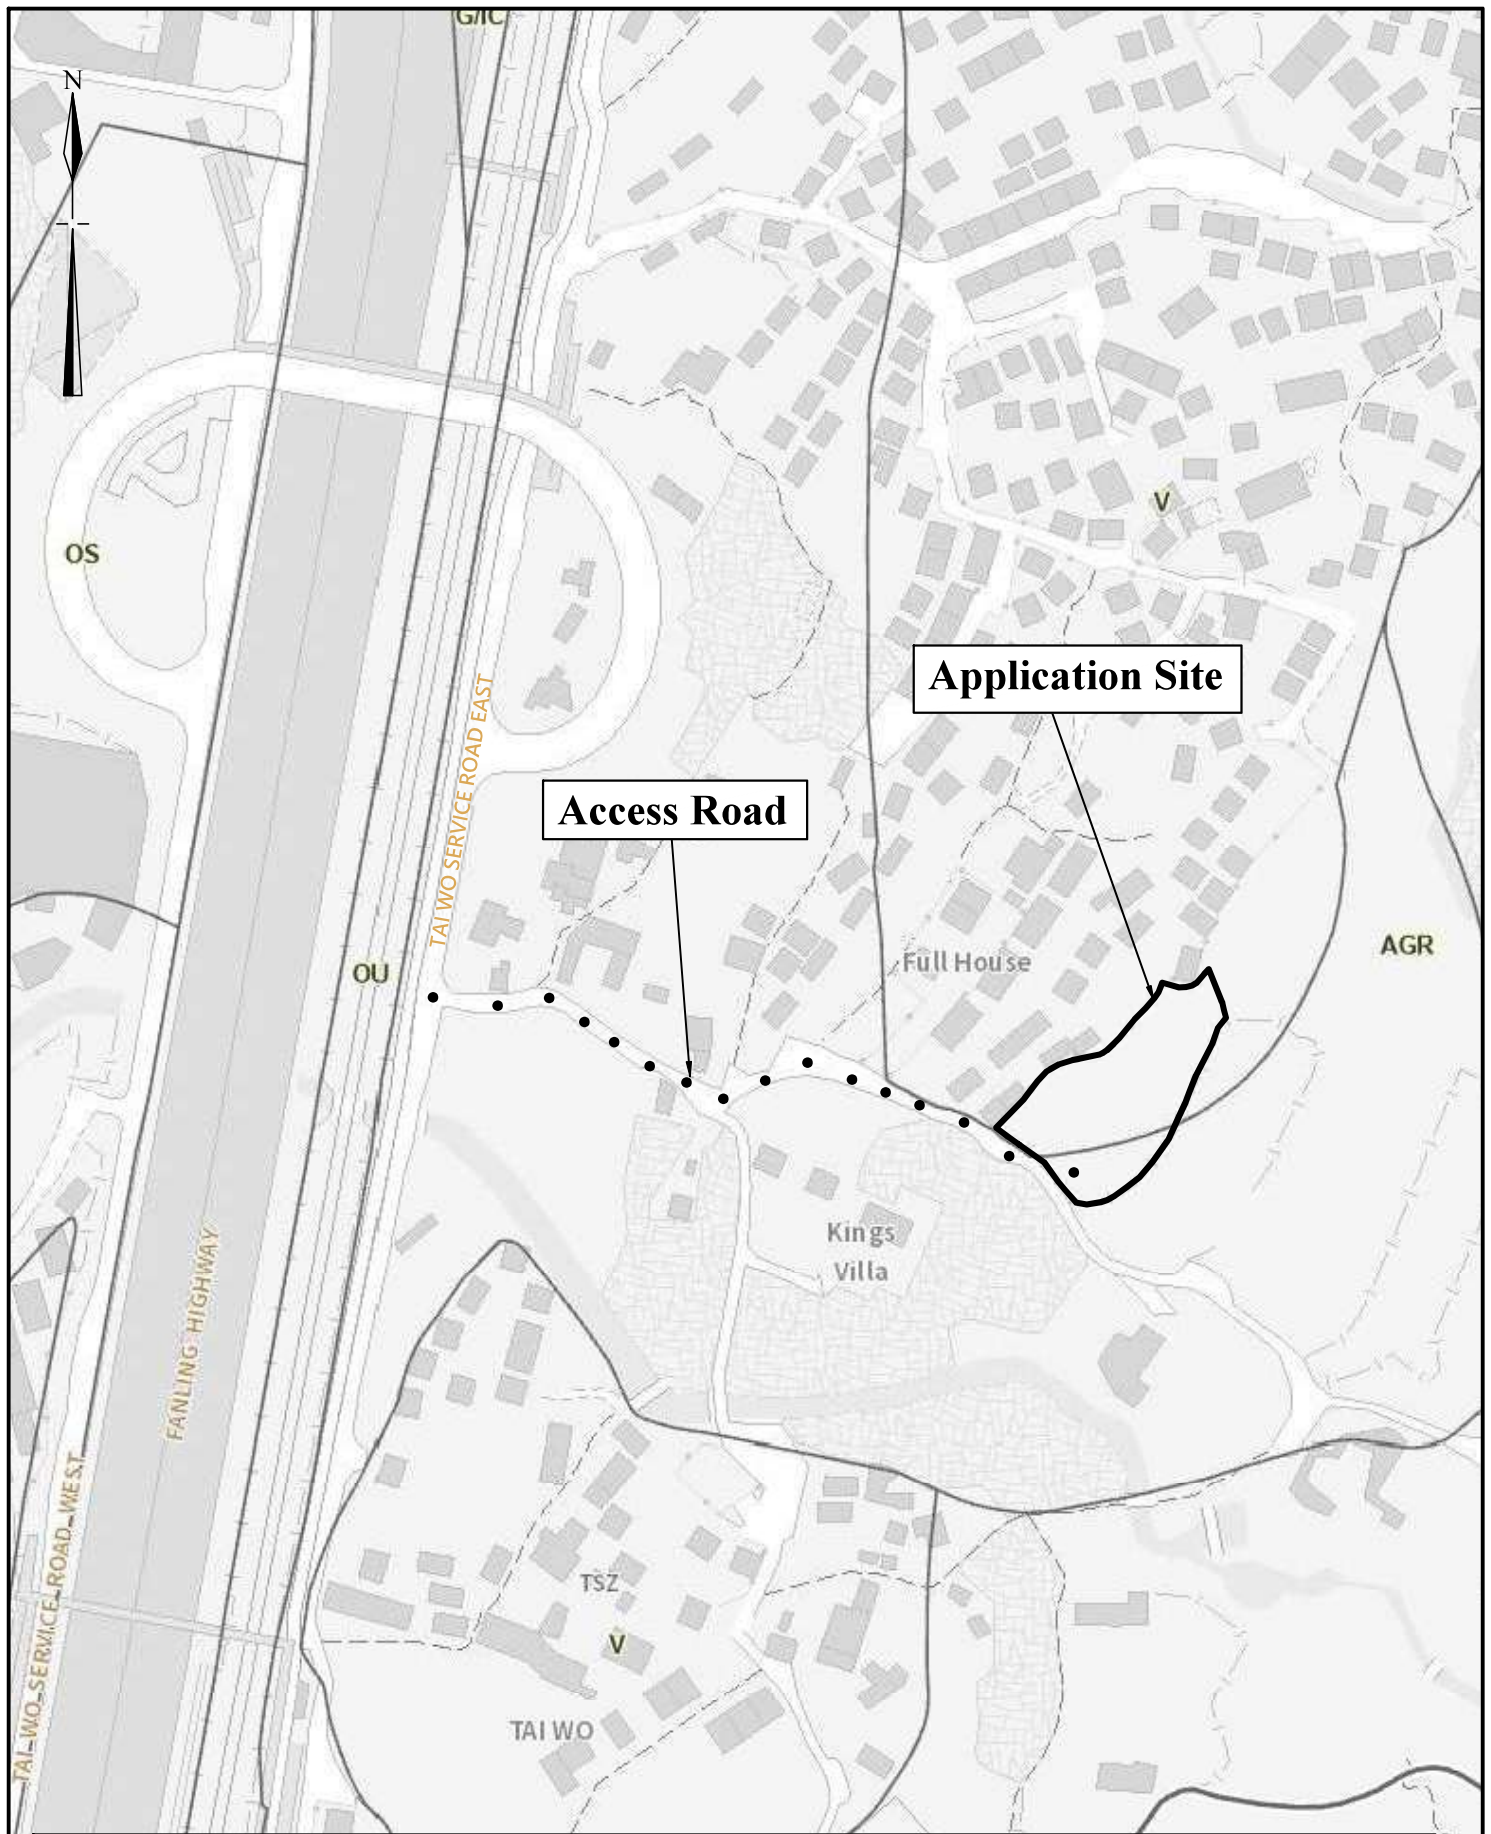 G/IC
N
V
OS
Application Site
TAI WO SERVICE ROAD EAST
Access Road
AGR
Full House
OU
Kings
Villa
FANLING HIGHWAY
TAI WO SERVICE ROAD WEST
TSZ
V
TAI WO